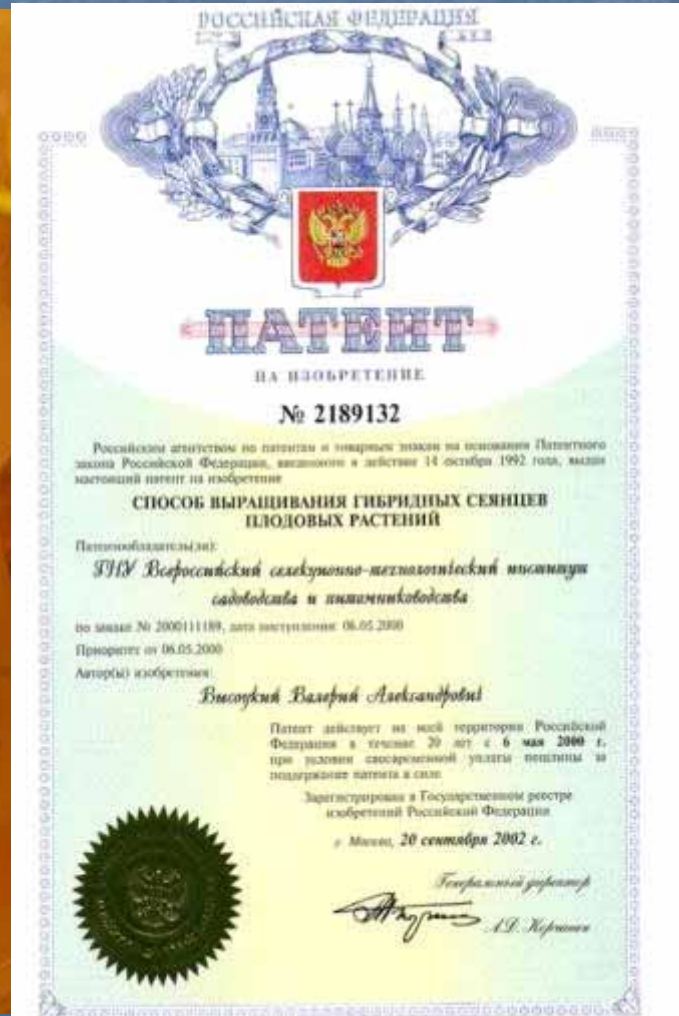 РОССИЙСКАЯ ФЕДЕРАЦИЯ
ПАТЕНТ
НА ИЗОБРЕТЕНИЕ
№ 2189132
Российским агентством по патентам и товарным знакам на основании Патентного
закона Российской Федерации, введенного в действие 14 октября 1992 года, выдан
настоящий патент на изобретение
СПОСОБ ВЫРАЩИВАНИЯ ГИБРИДНЫХ СЕЯНЦЕВ
ПЛОДОВЫХ РАСТЕНИЙ
Патентообладатель(ли):
ГНУ Всероссийский селекционно-технологический институт
садоводства и питомниководства
по заявке № 2000111189, дата поступления: 06.05.2000
Приоритет от 06.05.2000
Автор(ы) изобретения:
Высоцкий Валерий Александрович
Патент действует на всей территории Российской
Федерации в течение 20 лет с 6 мая 2000 г.
при условии своевременной уплаты пошлины за
поддержание патента в силе
Зарегистрирован в Государственном реестре
изобретений Российской Федерации
г. Москва, 20 сентября 2002 г.
Генеральный директор
А.Д. Корчагин